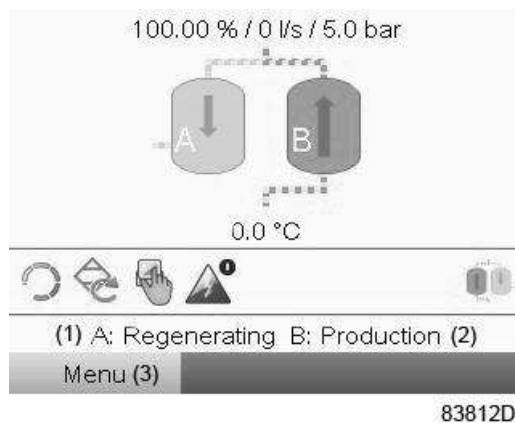 100.00 % / 0 l/s / 5.0 bar
A B
0.0 °C
(1) A: Regenerating B: Production (2)
Menu (3)
83812D